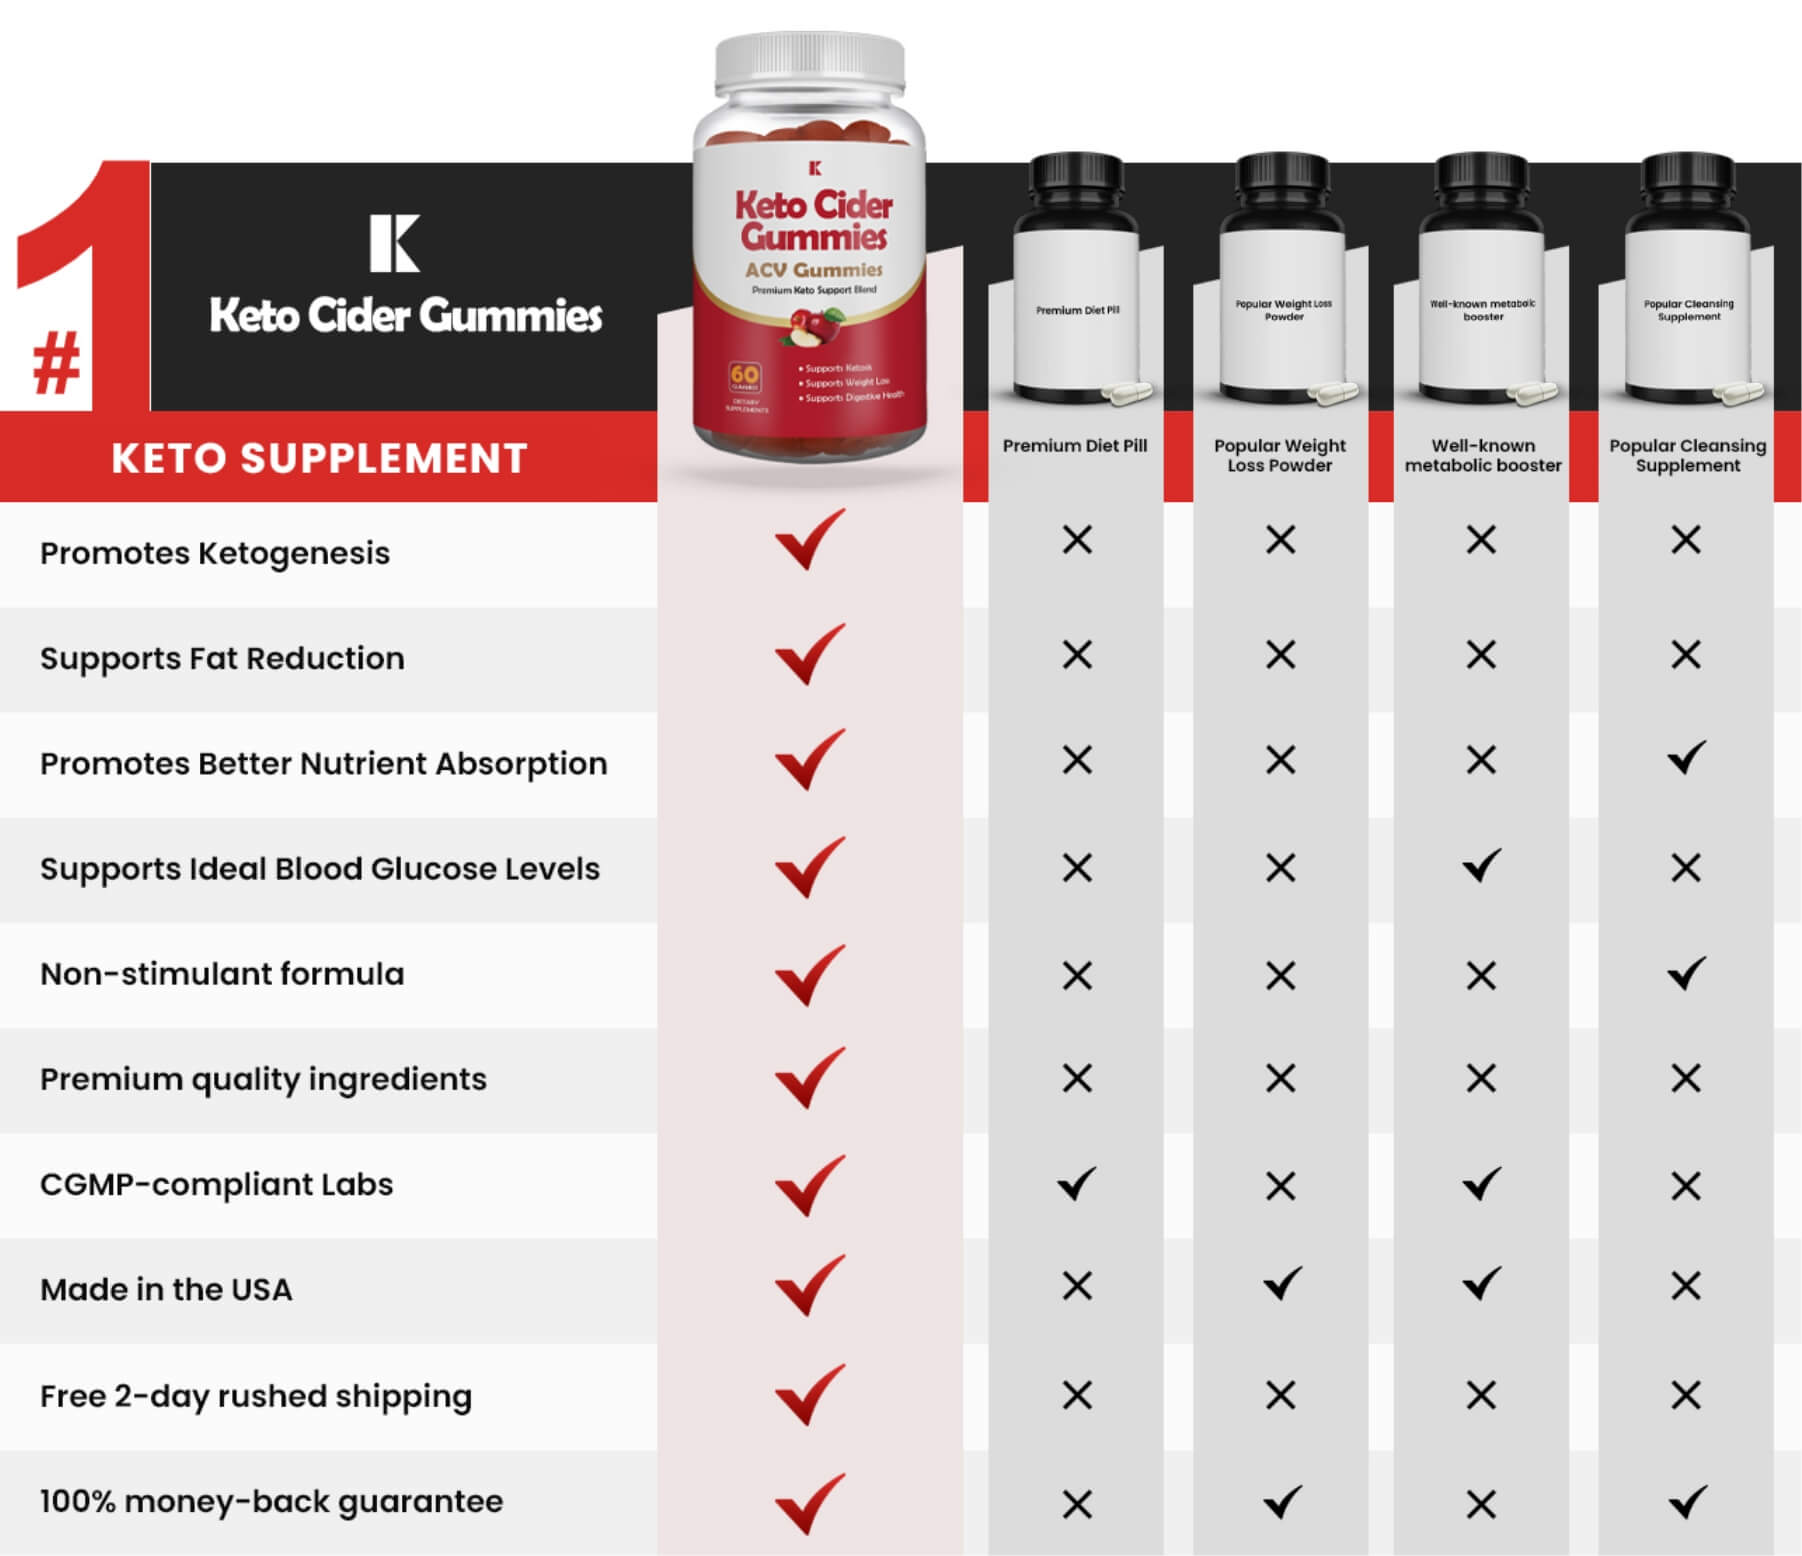 #1
K
Keto Cider Gummies
KETO SUPPLEMENT
K
Keto Cider
Gummies
ACV Gummies
Premium Keto Support Blend
60
GUMMIES
DIETARY
SUPPLEMENTS
• Supports Ketosis
• Supports Weight Loss
• Supports Digestive Health
Premium Diet Pill
Popular Weight Loss
Powder
Well-known metabolic
booster
Popular Cleansing
Supplement
Premium Diet Pill
Popular Weight
Loss Powder
Well-known
metabolic booster
Popular Cleansing
Supplement
Promotes Ketogenesis
Supports Fat Reduction
Promotes Better Nutrient Absorption
Supports Ideal Blood Glucose Levels
Non-stimulant formula
Premium quality ingredients
CGMP-compliant Labs
Made in the USA
Free 2-day rushed shipping
100% money-back guarantee